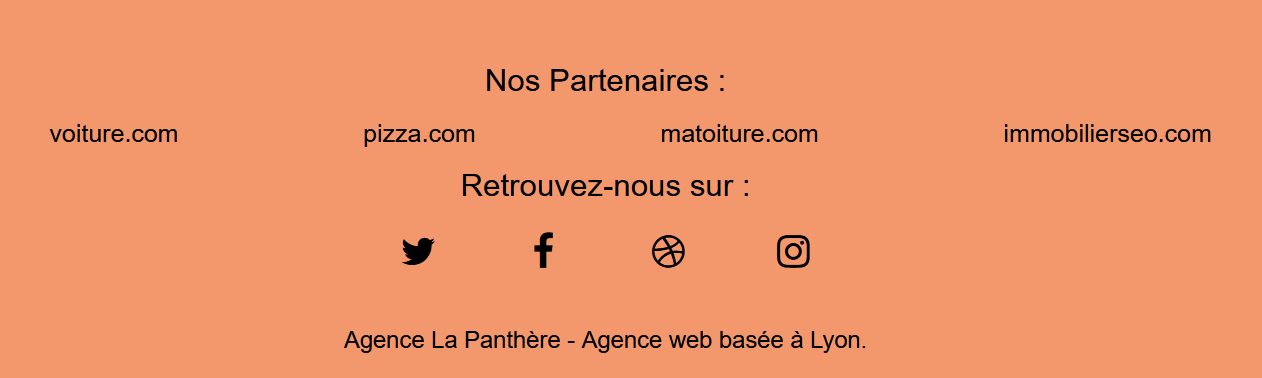 Nos Partenaires :
voiture.com pizza.com matoiture.com immobilierseo.com
Retrouvez-nous sur :
Agence La Panthère - Agence web basée à Lyon.